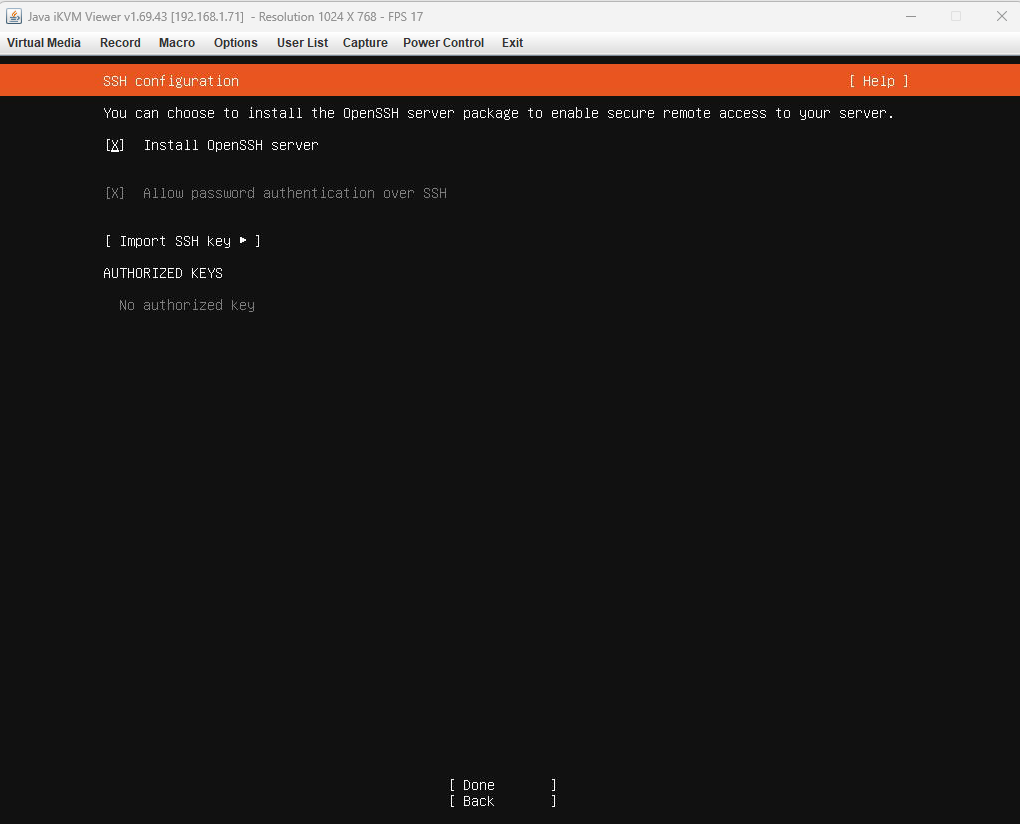 Java iKVM Viewer v1.69.43 [192.168.1.71] - Resolution 1024 X 768 - FPS 17
Virtual Media Record Macro Options User List Capture Power Control Exit
SSH configuration [ Help ]
You can choose to install the OpenSSH server package to enable secure remote access to your server.
[X] Install OpenSSH server
[X] Allow password authentication over SSH
[ Import SSH key ▸ ]
AUTHORIZED KEYS
No authorized key
[ Done ]
[ Back ]